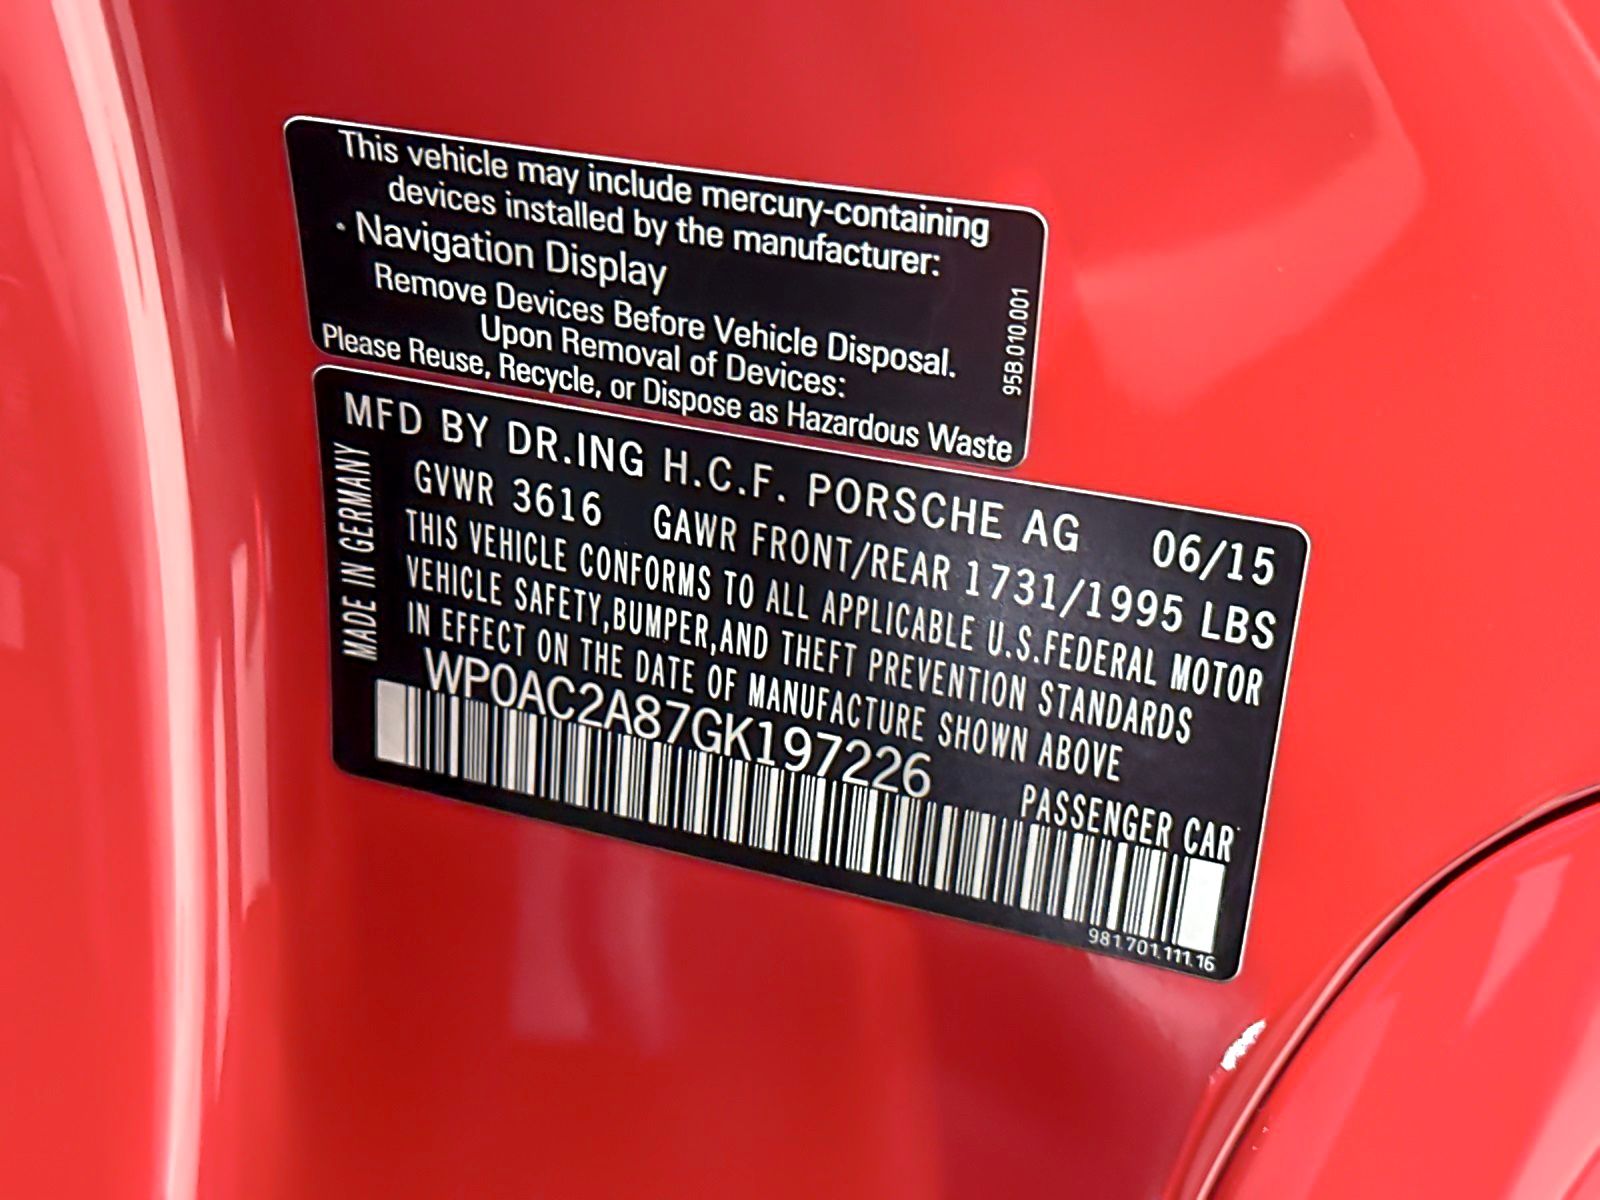 This vehicle may include mercury-containing
devices installed by the manufacturer:
· Navigation Display
Remove Devices Before Vehicle Disposal.
Upon Removal of Devices:
Please Reuse, Recycle, or Dispose as Hazardous Waste
95B.010.001
MFD BY DR.ING H.C.F. PORSCHE AG 06/15
GVWR 3616 GAWR FRONT/REAR 1731/1995 LBS
THIS VEHICLE CONFORMS TO ALL APPLICABLE U.S.FEDERAL MOTOR
VEHICLE SAFETY,BUMPER,AND THEFT PREVENTION STANDARDS
IN EFFECT ON THE DATE OF MANUFACTURE SHOWN ABOVE
WP0AC2A87GK197226 PASSENGER CAR
MADE IN GERMANY
981.701.111.16